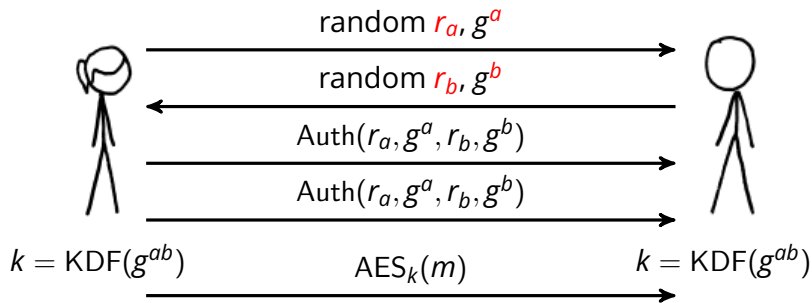 random r_a, g^a
random r_b, g^b
Auth(r_a, g^a, r_b, g^b)
Auth(r_a, g^a, r_b, g^b)
k = KDF(g^{ab})
AES_k(m)
k = KDF(g^{ab})